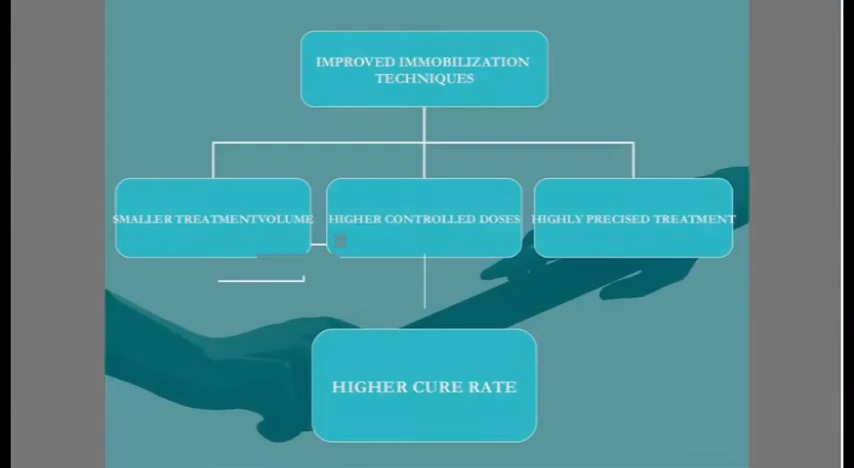 IMPROVED IMMOBILIZATION
TECHNIQUES
SMALLER TREATMENTVOLUME
HIGHER CONTROLLED DOSES
HIGHLY PRECISED TREATMENT
HIGHER CURE RATE